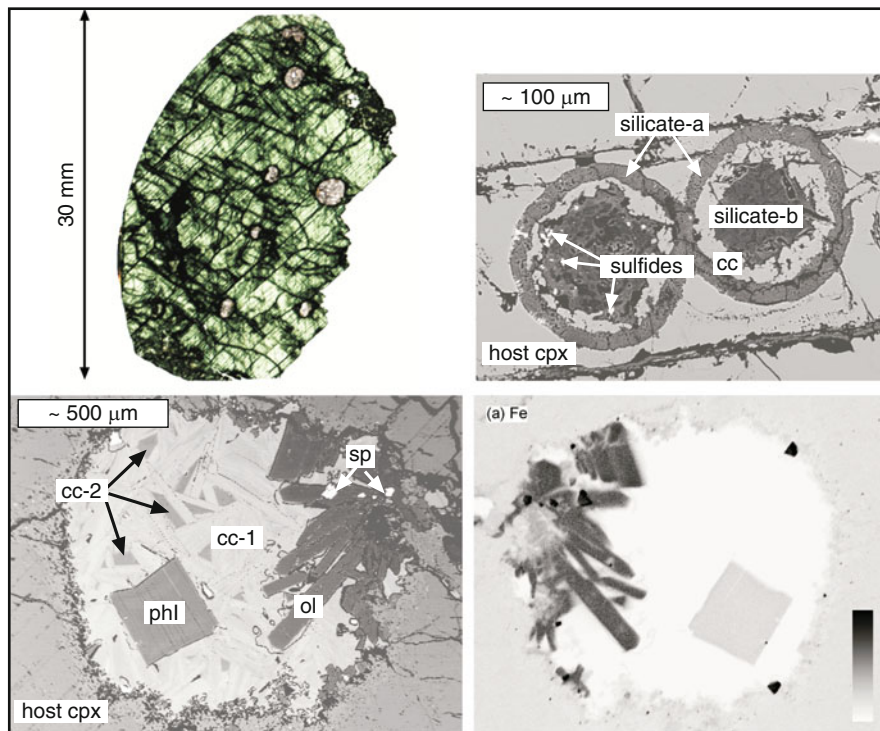 30 mm
~ 100 μm
silicate-a
silicate-b
cc
sulfides
host cpx
~ 500 μm
cc-2
cc-1
sp
phl
ol
host cpx
(a) Fe